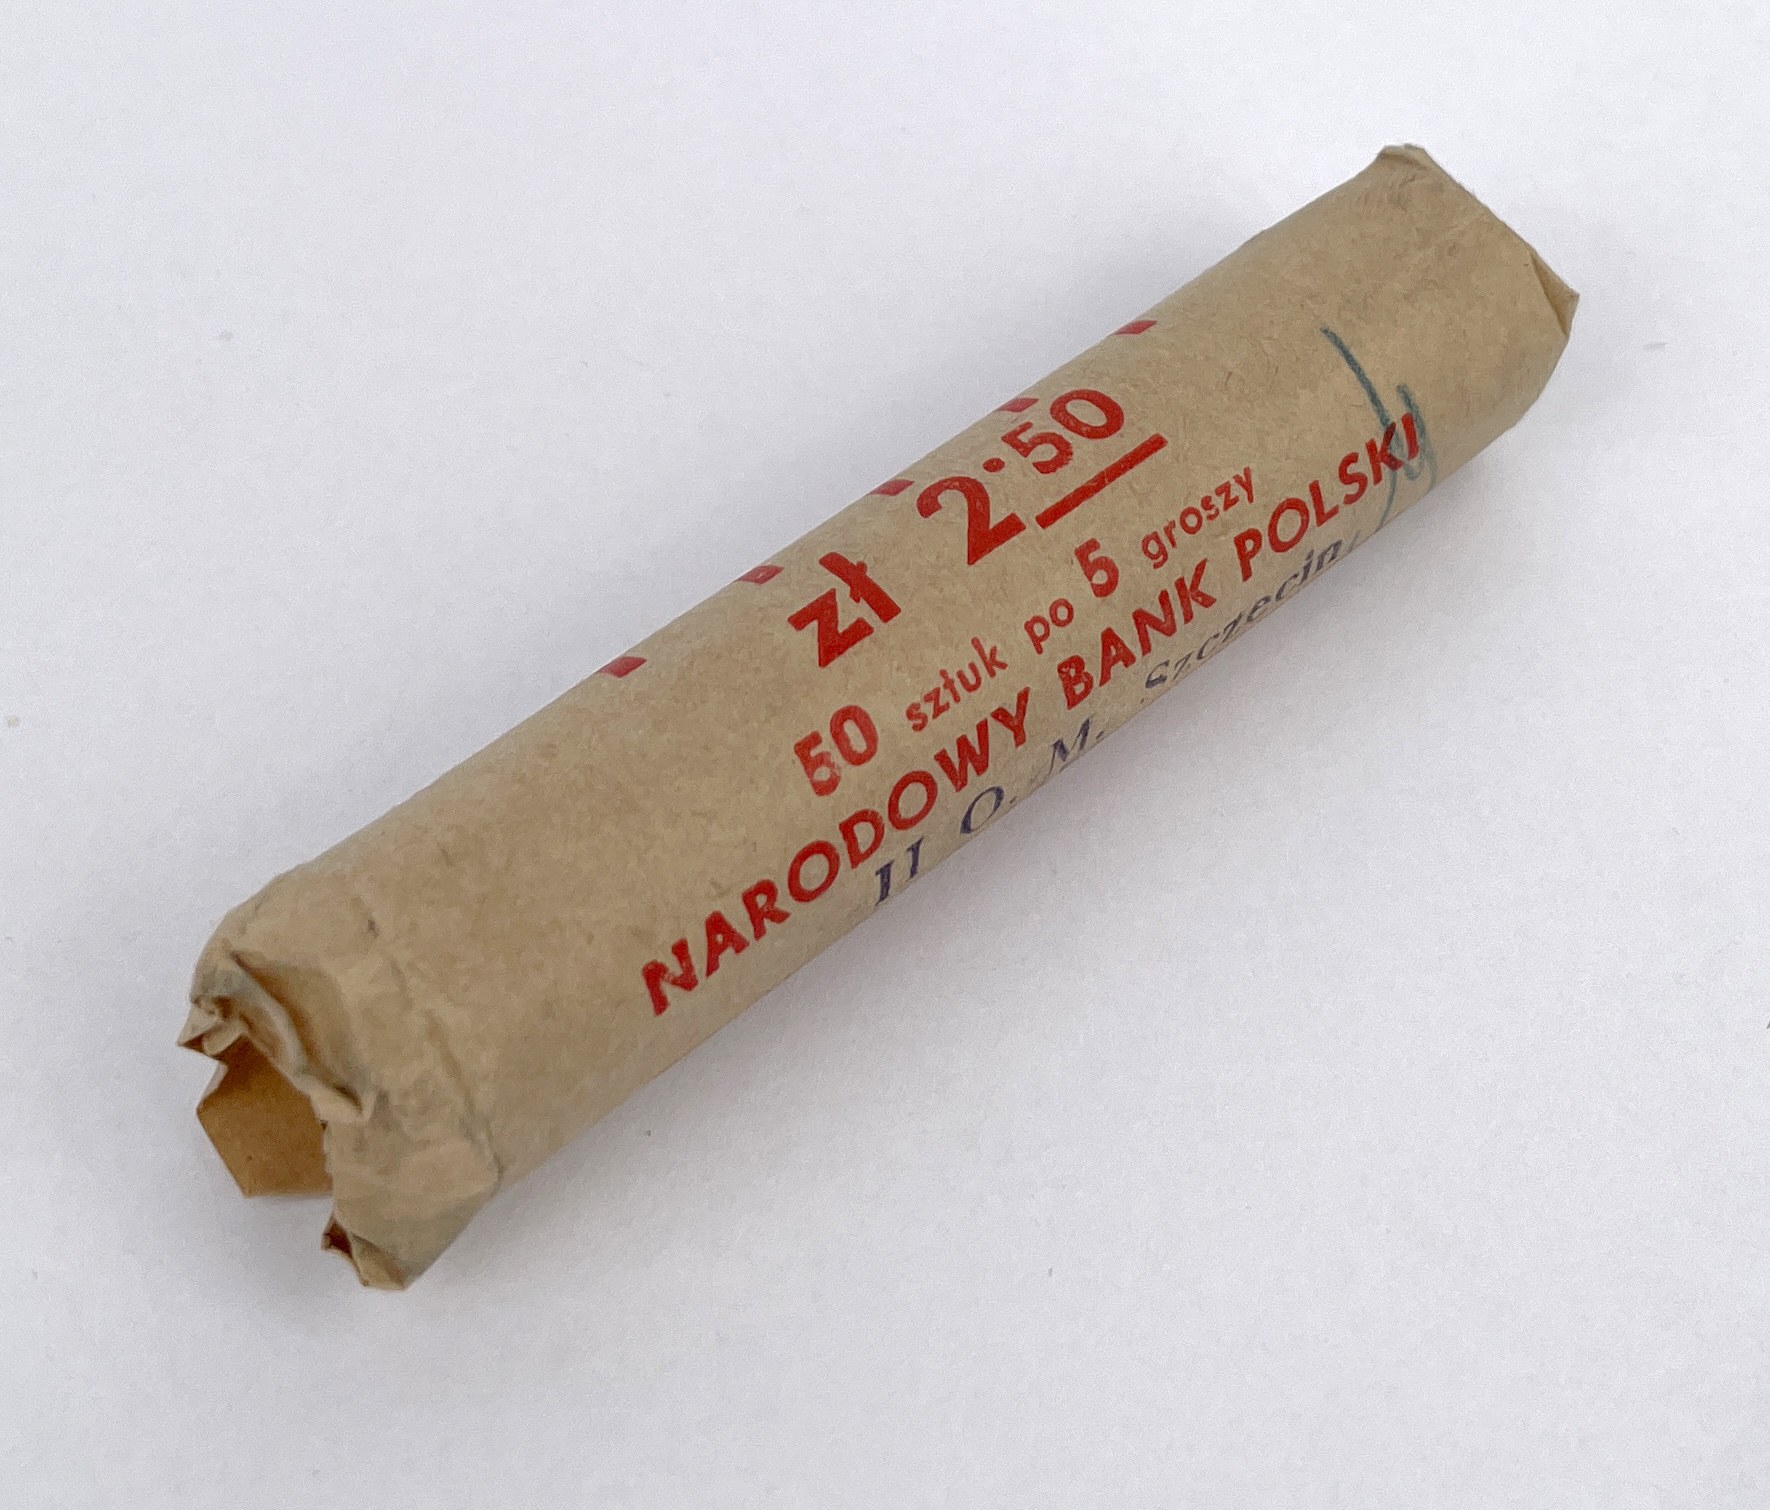 zł 2·50
50 sztuk po 5 groszy
NARODOWY BANK POLSKI
II O. M. Szczecin